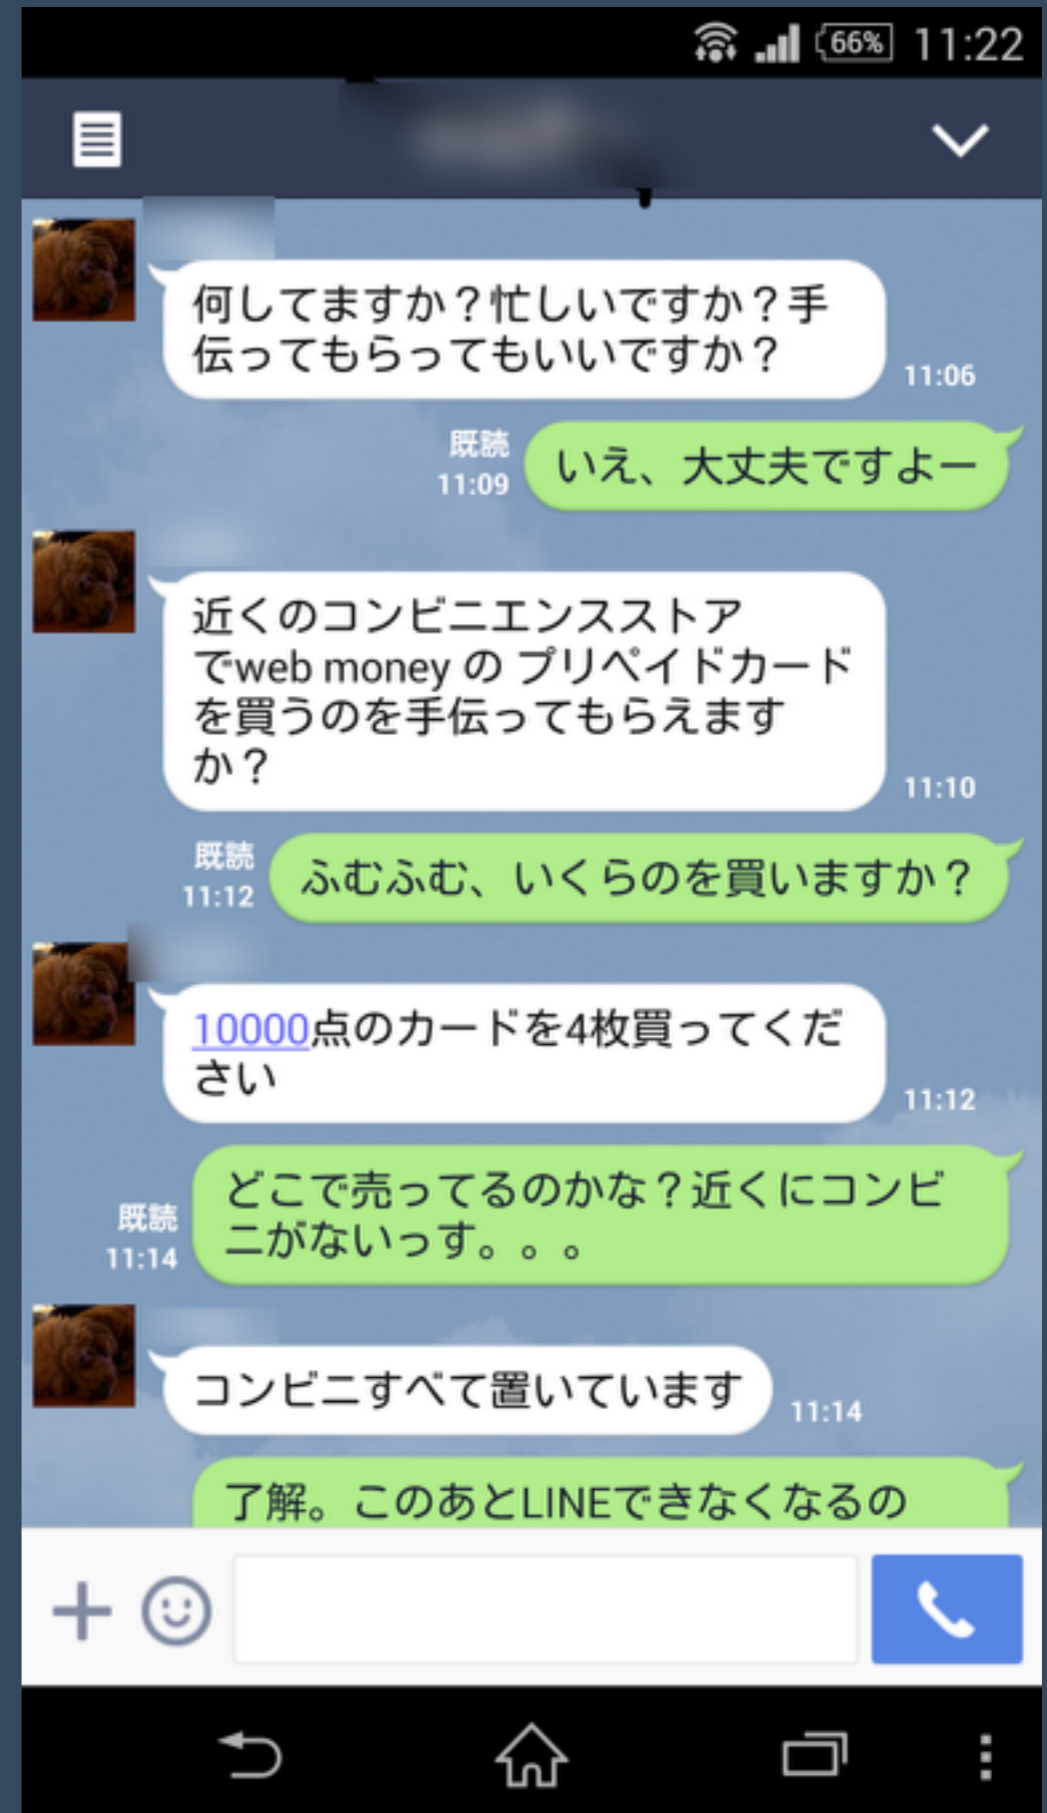 66% 11:22
何してますか？忙しいですか？手
伝ってもらってもいいですか？
11:06
既読
11:09
いえ、大丈夫ですよー
近くのコンビニエンスストア
でweb money の プリペイドカード
を買うのを手伝ってもらえます
か？
11:10
既読
11:12
ふむふむ、いくらのを買いますか？
10000点のカードを4枚買ってくだ
さい
11:12
既読
11:14
どこで売ってるのかな？近くにコンビ
ニがないっす。。。
コンビニすべて置いています
11:14
了解。このあとLINEできなくなるの